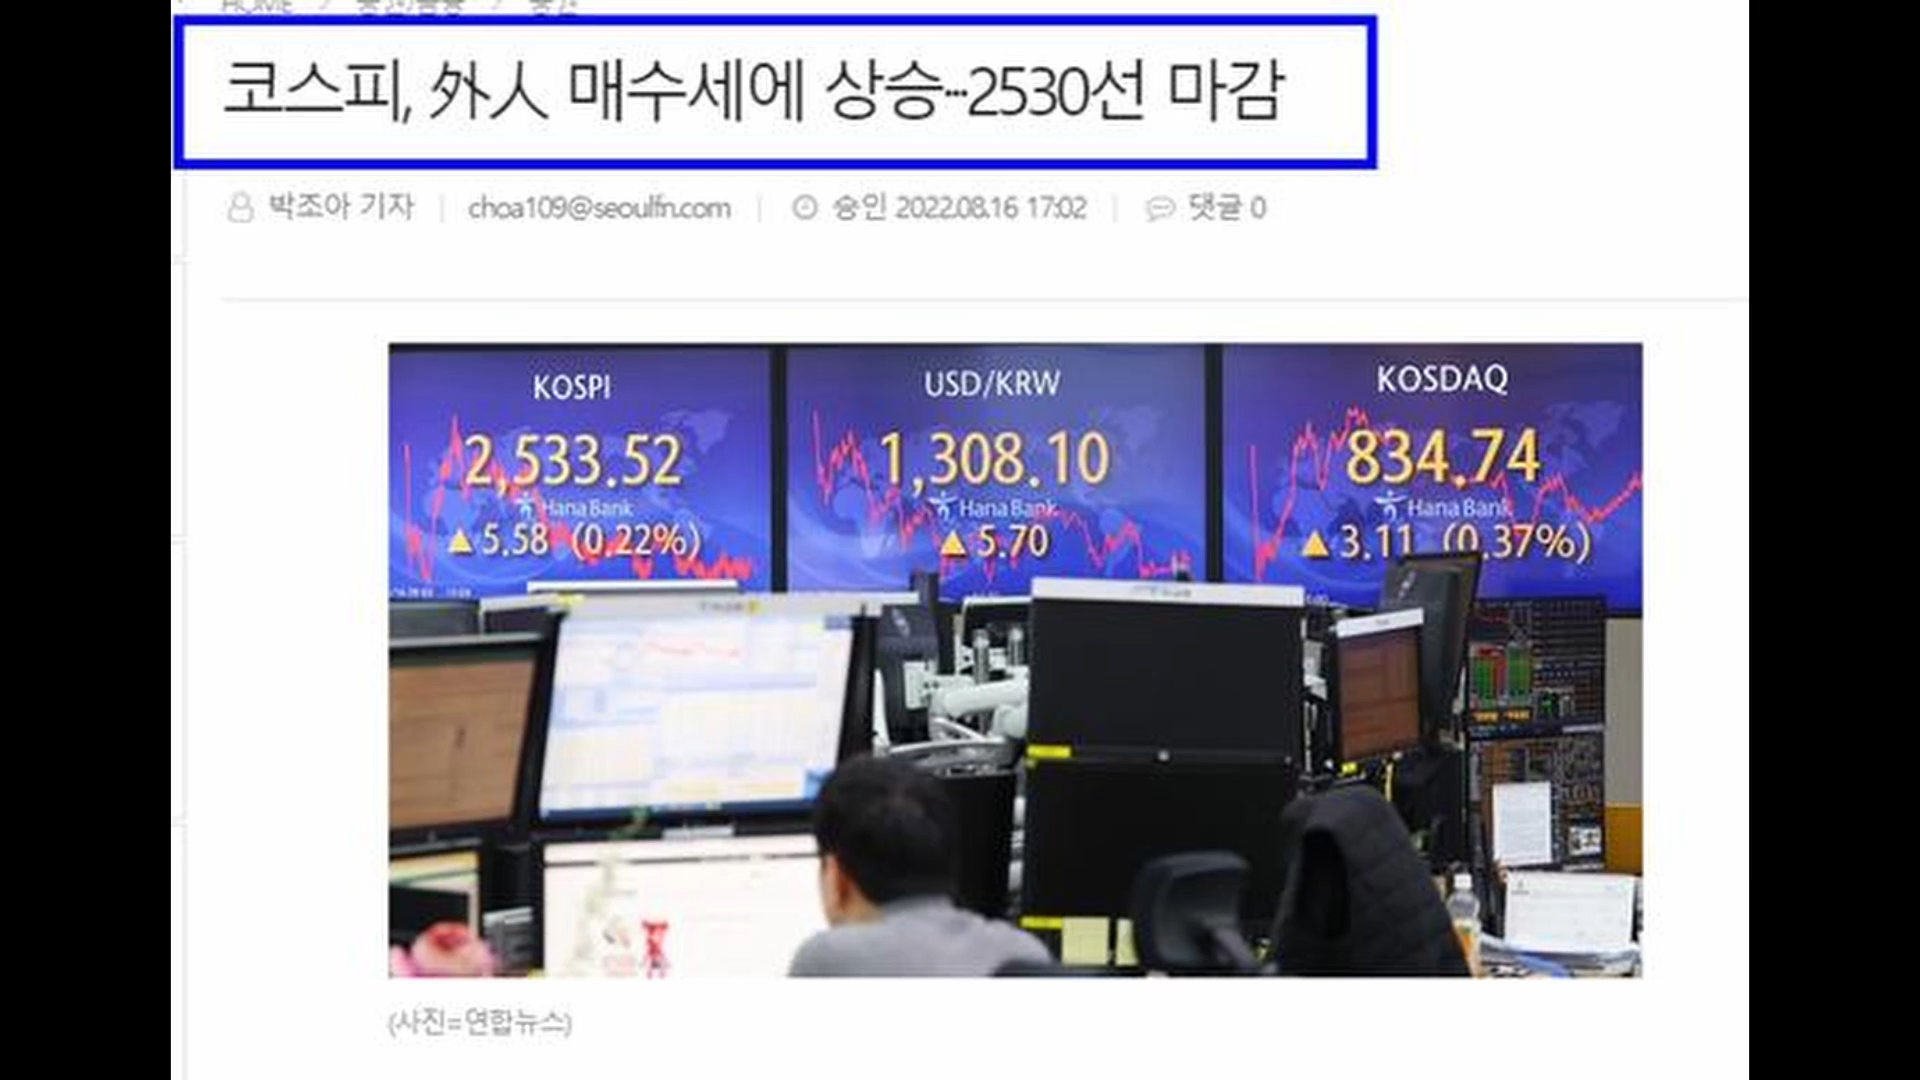 HOME
코스피, 外人 매수세에 상승···2530선 마감
박조아 기자 | choa109@seoulfn.com | 승인 2022.08.16 17:02 | 댓글 0
KOSPI
2,533.52
Hana Bank
▲5.58 (0.22%)
USD/KRW
1,308.10
Hana Bank
▲5.70
KOSDAQ
834.74
Hana Bank
▲3.11 (0.37%)
(사진=연합뉴스)